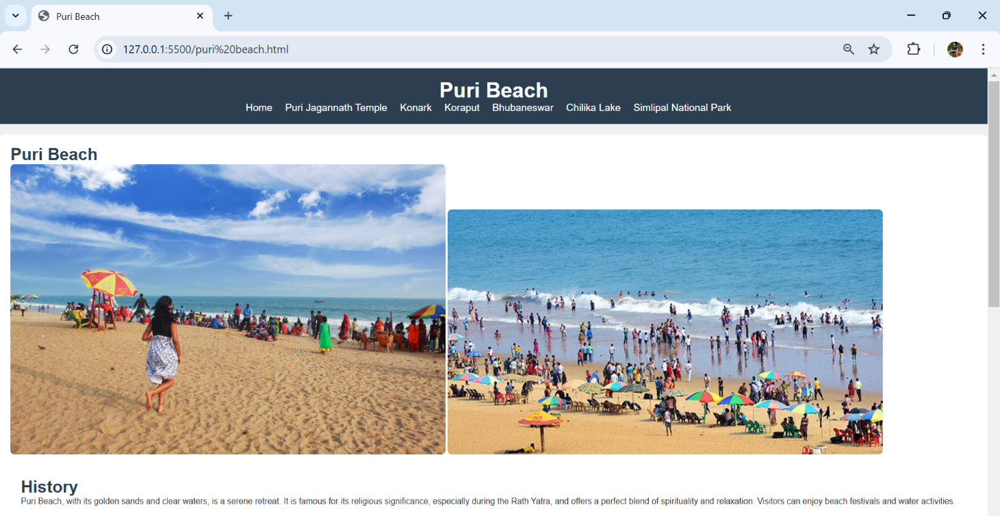 Puri Beach
127.0.0.1:5500/puri%20beach.html
Puri Beach
Home Puri Jagannath Temple Konark Koraput Bhubaneswar Chilika Lake Simlipal National Park
Puri Beach
History
Puri Beach, with its golden sands and clear waters, is a serene retreat. It is famous for its religious significance, especially during the Rath Yatra, and offers a perfect blend of spirituality and relaxation. Visitors can enjoy beach festivals and water activities.